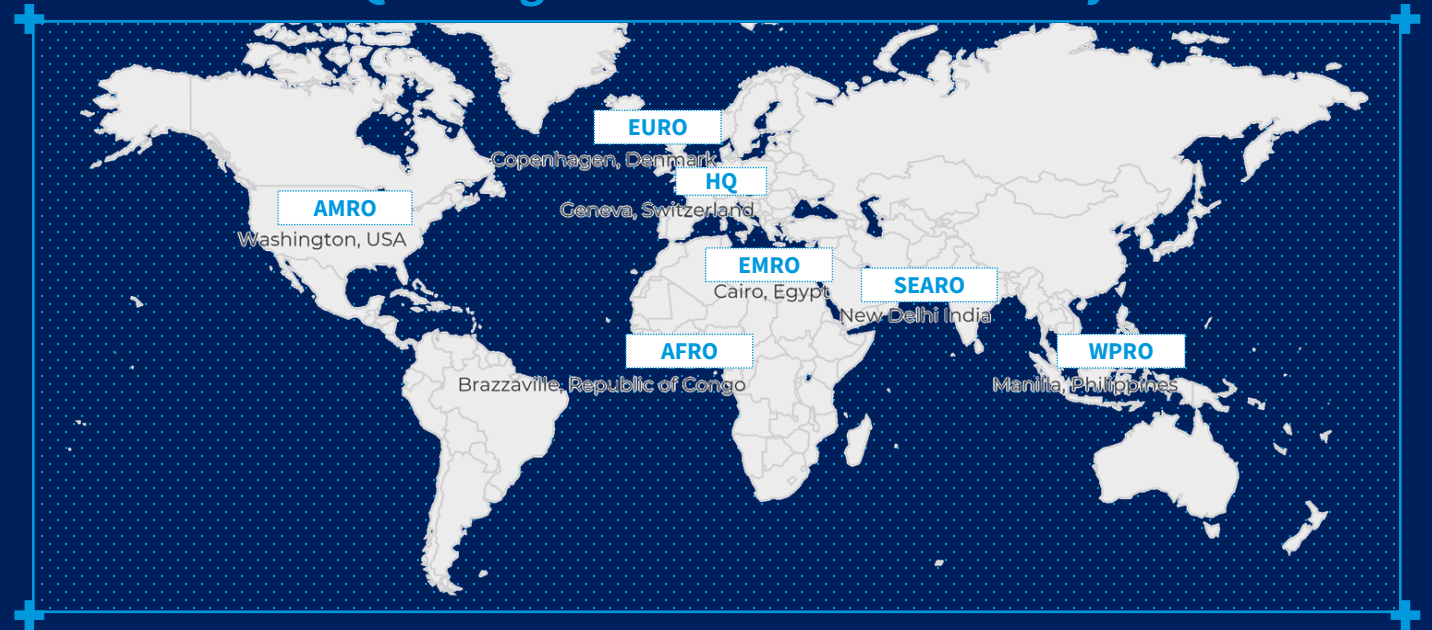 EURO
Copenhagen, Denmark
HQ
Geneva, Switzerland
AMRO
Washington, USA
EMRO
Cairo, Egypt
SEARO
New Delhi India
AFRO
Brazzaville, Republic of Congo
WPRO
Manilla, Philippines